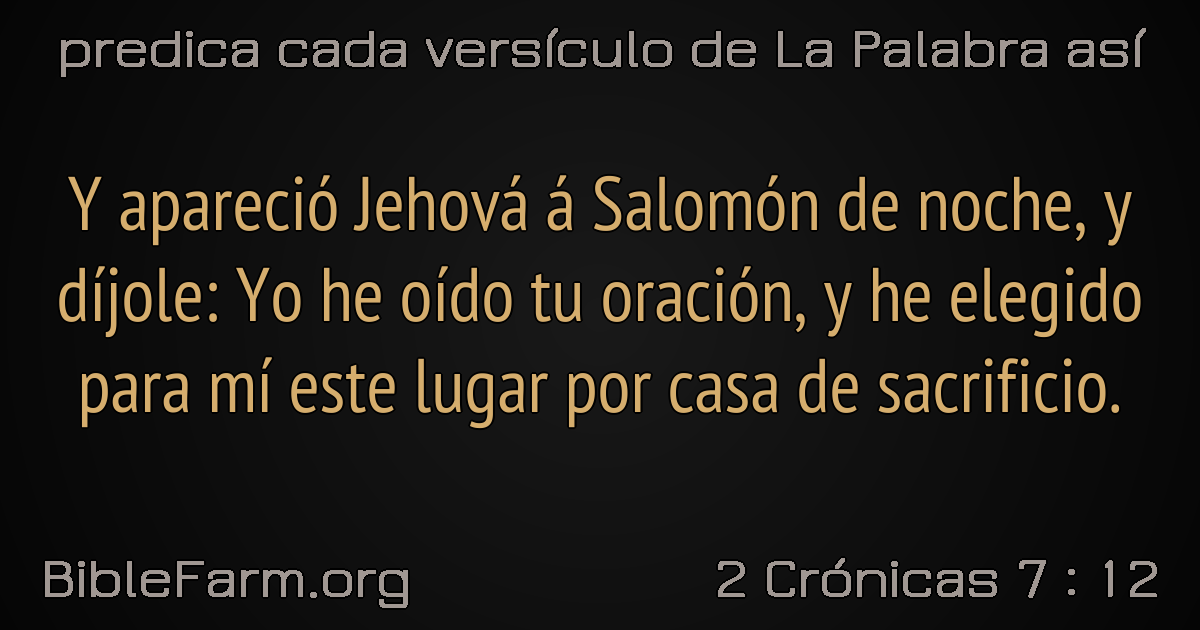 predica cada versículo de La Palabra así
Y apareció Jehová á Salomón de noche, y
díjole: Yo he oído tu oración, y he elegido
para mí este lugar por casa de sacrificio.
BibleFarm.org
2 Crónicas 7 : 12